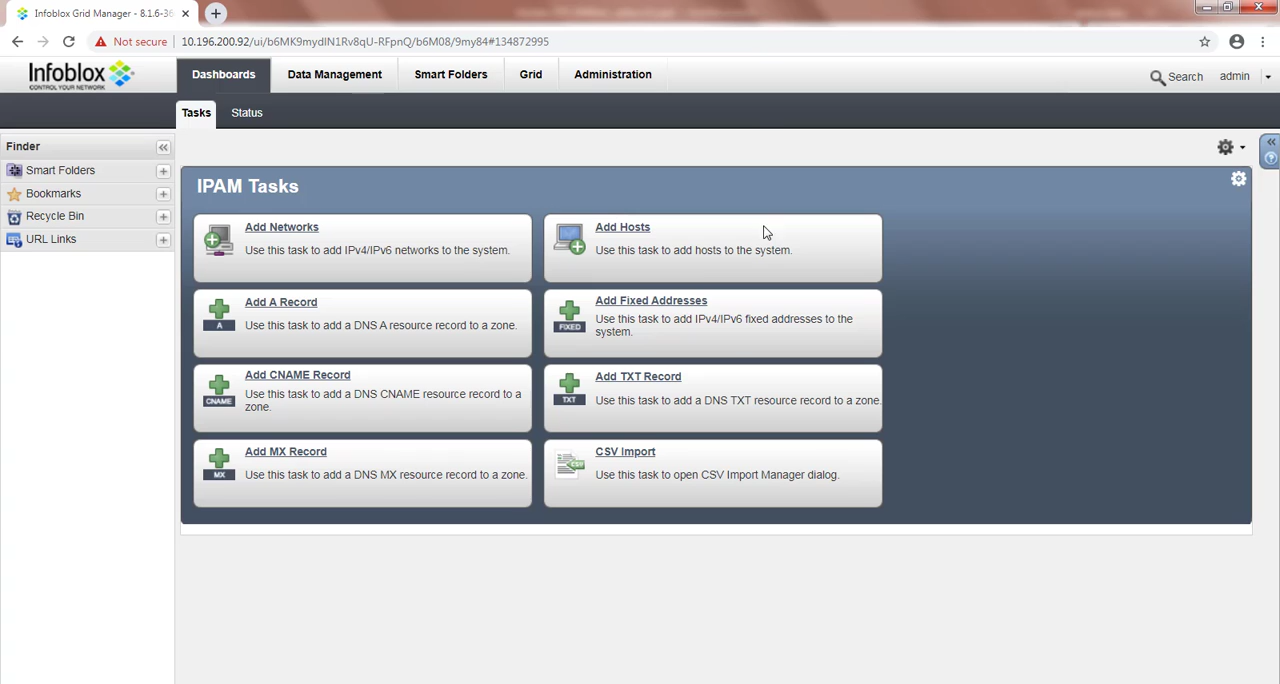 Infoblox Grid Manager - 8.1.6-36
Not secure
10.196.200.92/ui/b6MK9mydIN1Rv8qU-RFpnQ/b6M08/9my84#134872995
Infoblox
CONTROL YOUR NETWORK
Dashboards
Data Management
Smart Folders
Grid
Administration
Search
admin
Tasks
Status
Finder
Smart Folders
Bookmarks
Recycle Bin
URL Links
IPAM Tasks
Add Networks
Use this task to add IPv4/IPv6 networks to the system.
Add Hosts
Use this task to add hosts to the system.
A
Add A Record
Use this task to add a DNS A resource record to a zone.
FIXED
Add Fixed Addresses
Use this task to add IPv4/IPv6 fixed addresses to the
system.
CNAME
Add CNAME Record
Use this task to add a DNS CNAME resource record to a
zone.
TXT
Add TXT Record
Use this task to add a DNS TXT resource record to a zone.
MX
Add MX Record
Use this task to add a DNS MX resource record to a zone.
CSV Import
Use this task to open CSV Import Manager dialog.